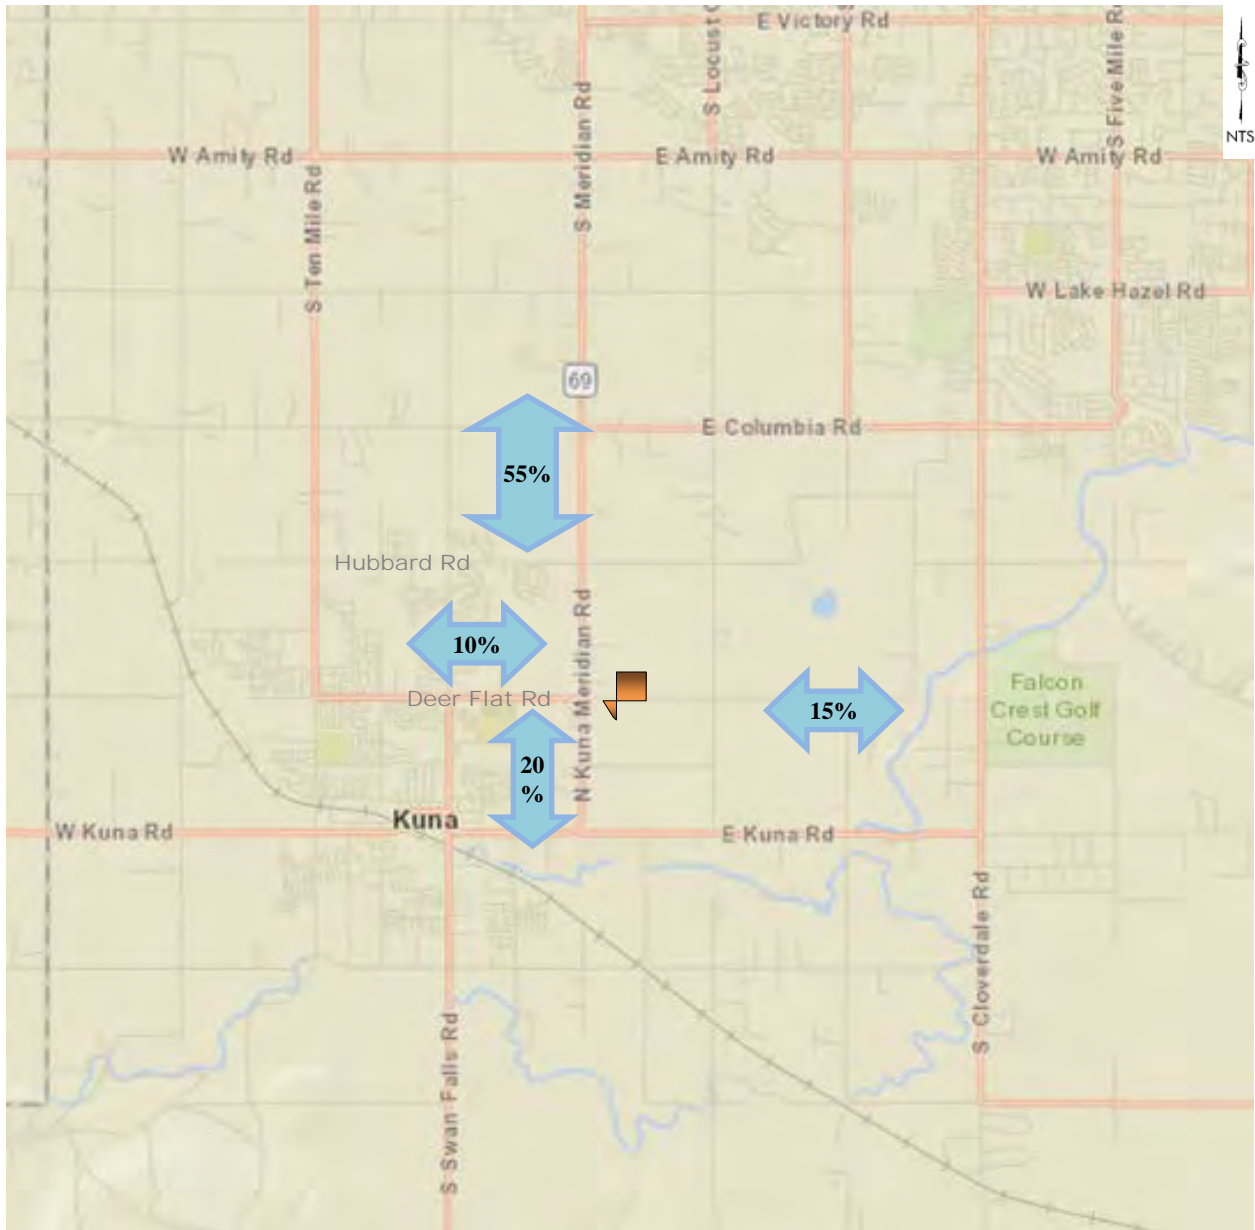 E Victory Rd
S Locust
S Five Mile R
NTS
S Meridian Rd
W Amity Rd
E Amity Rd
W Amity Rd
S Ten Mile Rd
W Lake Hazel Rd
69
E Columbia Rd
55%
Hubbard Rd
10%
N Kuna Meridian Rd
Deer Flat Rd
15%
Falcon
Crest Golf
Course
20
%
Kuna
W Kuna Rd
E Kuna Rd
S Cloverdale Rd
S Swan Falls Rd